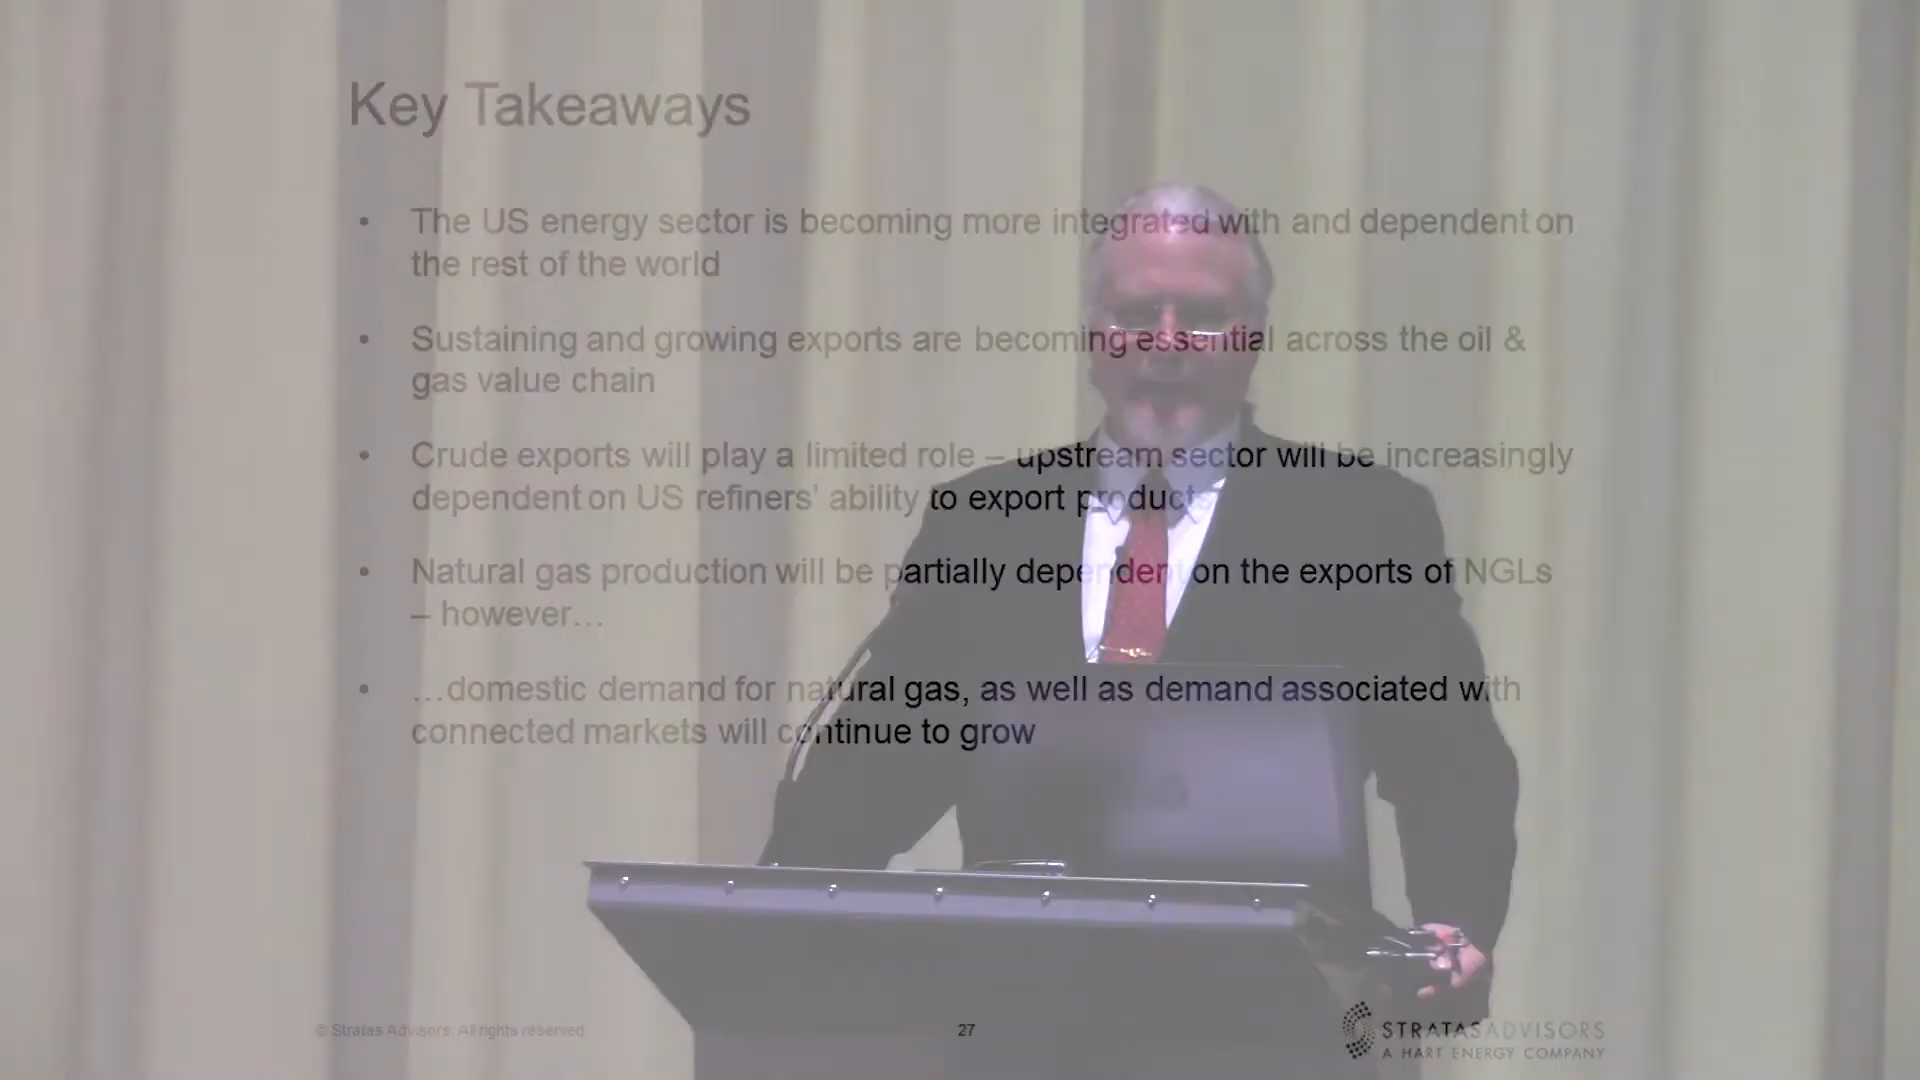 Key Takeaways
• The US energy sector is becoming more integrated with and dependent on
the rest of the world
• Sustaining and growing exports are becoming essential across the oil &
gas value chain
• Crude exports will play a limited role – upstream sector will be increasingly
dependent on US refiners’ ability to export products
• Natural gas production will be partially dependent on the exports of NGLs
– however…
• …domestic demand for natural gas, as well as demand associated with
connected markets will continue to grow
© Stratas Advisors. All rights reserved.
27
STRATASADVISORS
A HART ENERGY COMPANY